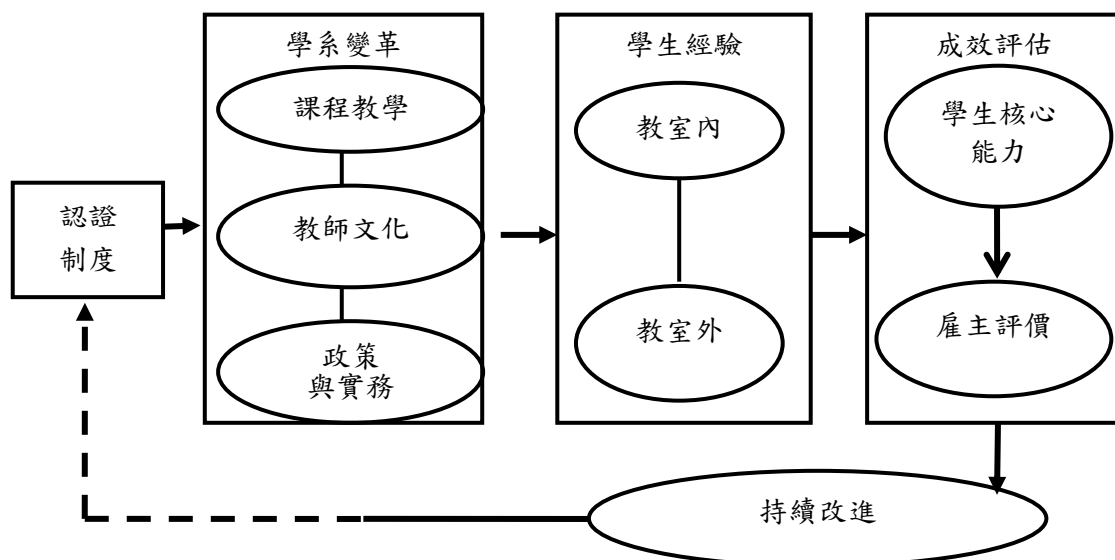 學系變革
課程教學
教師文化
政策
與實務
認證
制度
學生經驗
教室內
教室外
成效評估
學生核心
能力
雇主評價
持續改進